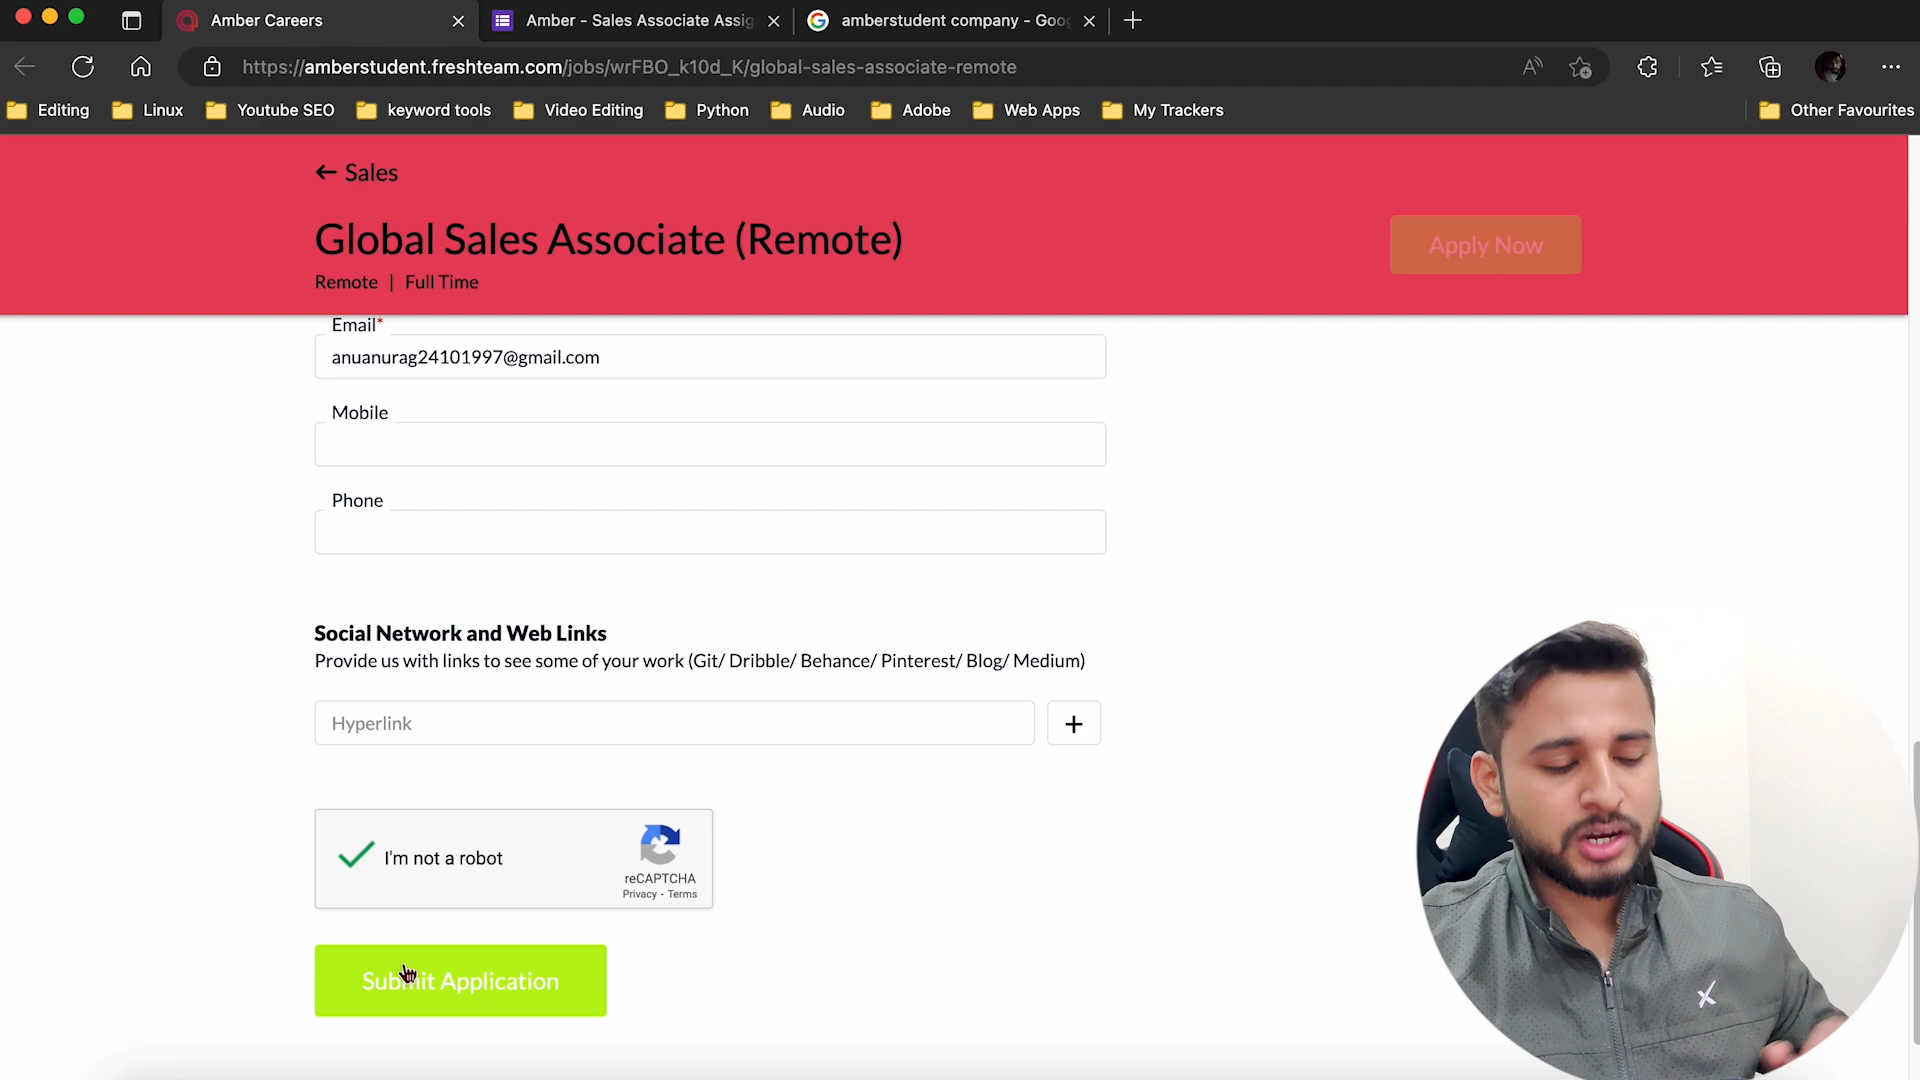 Amber Careers
Amber - Sales Associate Assig
amberstudent company - Goo
https://amberstudent.freshteam.com/jobs/wrFBO_k10d_K/global-sales-associate-remote
Editing Linux Youtube SEO keyword tools Video Editing Python Audio Adobe Web Apps My Trackers Other Favourites
← Sales
Global Sales Associate (Remote)
Apply Now
Remote | Full Time
Email*
anuanurag24101997@gmail.com
Mobile
Phone
Social Network and Web Links
Provide us with links to see some of your work (Git/ Dribble/ Behance/ Pinterest/ Blog/ Medium)
Hyperlink +
I'm not a robot
reCAPTCHA
Privacy - Terms
Submit Application